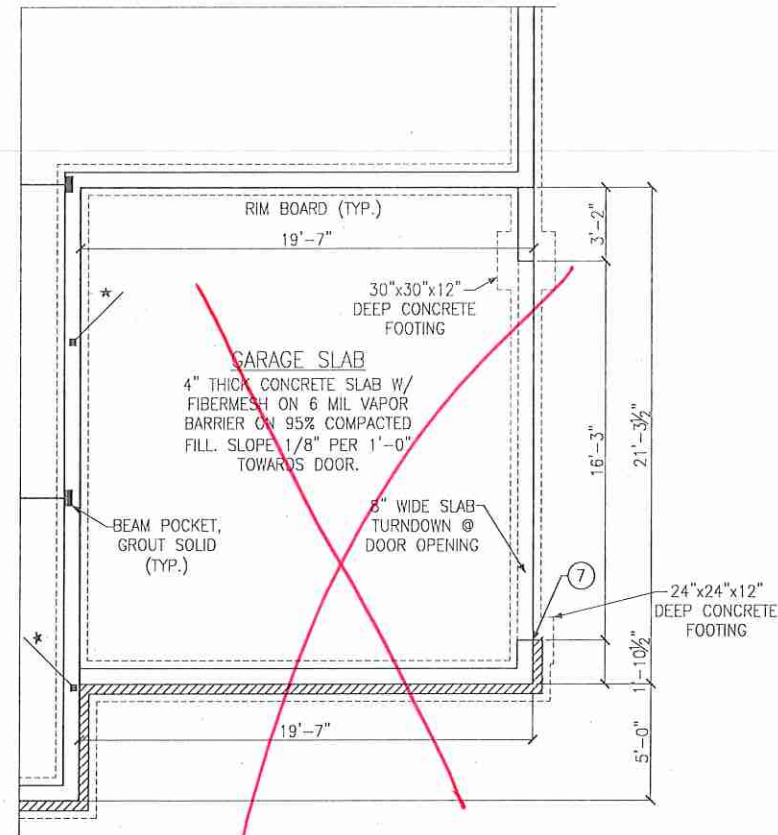 RIM BOARD (TYP.)
19'-7"
3'-2"
30"x30"x12"
DEEP CONCRETE
FOOTING
★
GARAGE SLAB
4" THICK CONCRETE SLAB W/
FIBERMESH ON 6 MIL VAPOR
BARRIER ON 95% COMPACTED
FILL. SLOPE 1/8" PER 1'-0"
TOWARDS DOOR.
16'-3"
21'-3½"
BEAM POCKET,
GROUT SOLID
(TYP.)
8" WIDE SLAB
TURNDOWN @
DOOR OPENING
7
24"x24"x12"
DEEP CONCRETE
FOOTING
★
1'-10½"
19'-7"
5'-0"